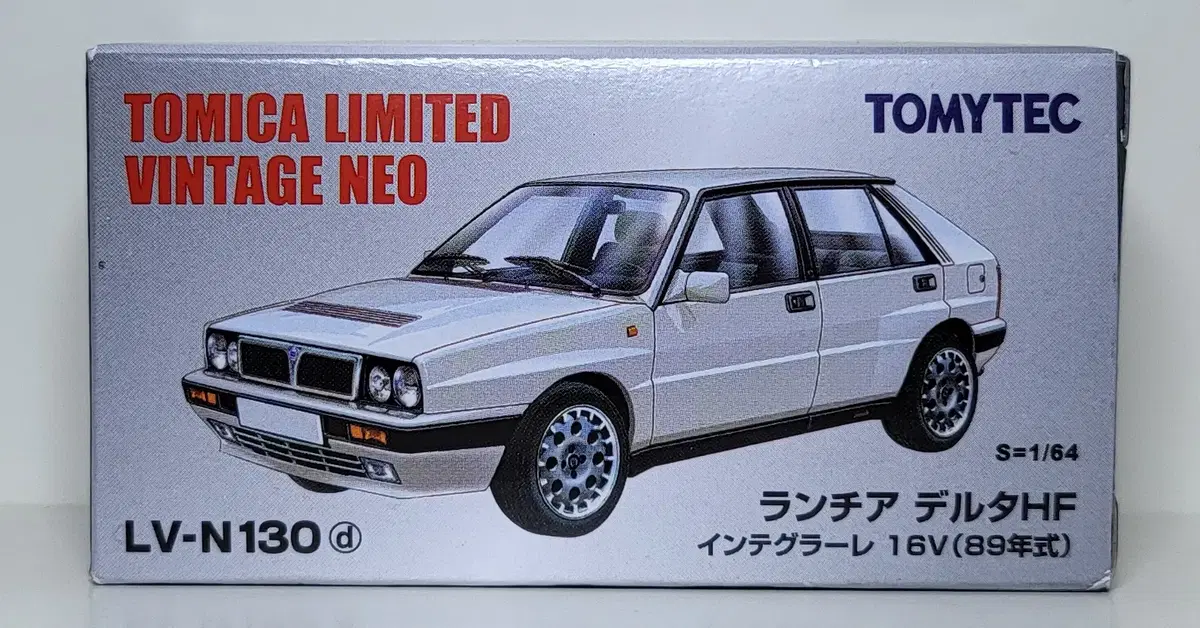 TOMICA LIMITED
VINTAGE NEO
TOMYTEC
S=1/64
LV-N130ⓓ
ランチア デルタHF
インテグラーレ 16V(89年式)